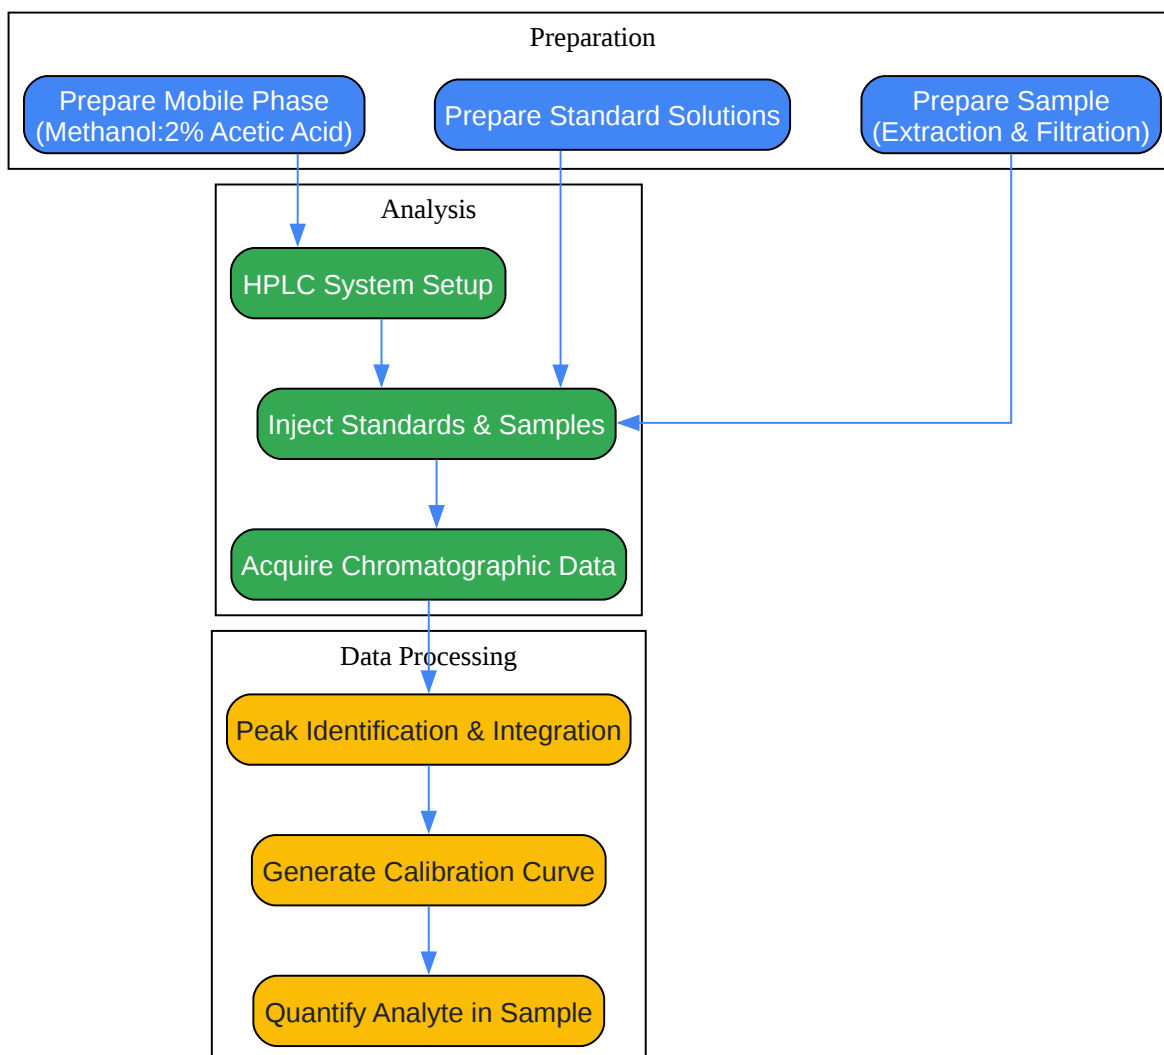 Preparation
Prepare Mobile Phase
(Methanol:2% Acetic Acid)
Prepare Standard Solutions
Prepare Sample
(Extraction & Filtration)
Analysis
HPLC System Setup
Inject Standards & Samples
Acquire Chromatographic Data
Data Processing
Peak Identification & Integration
Generate Calibration Curve
Quantify Analyte in Sample